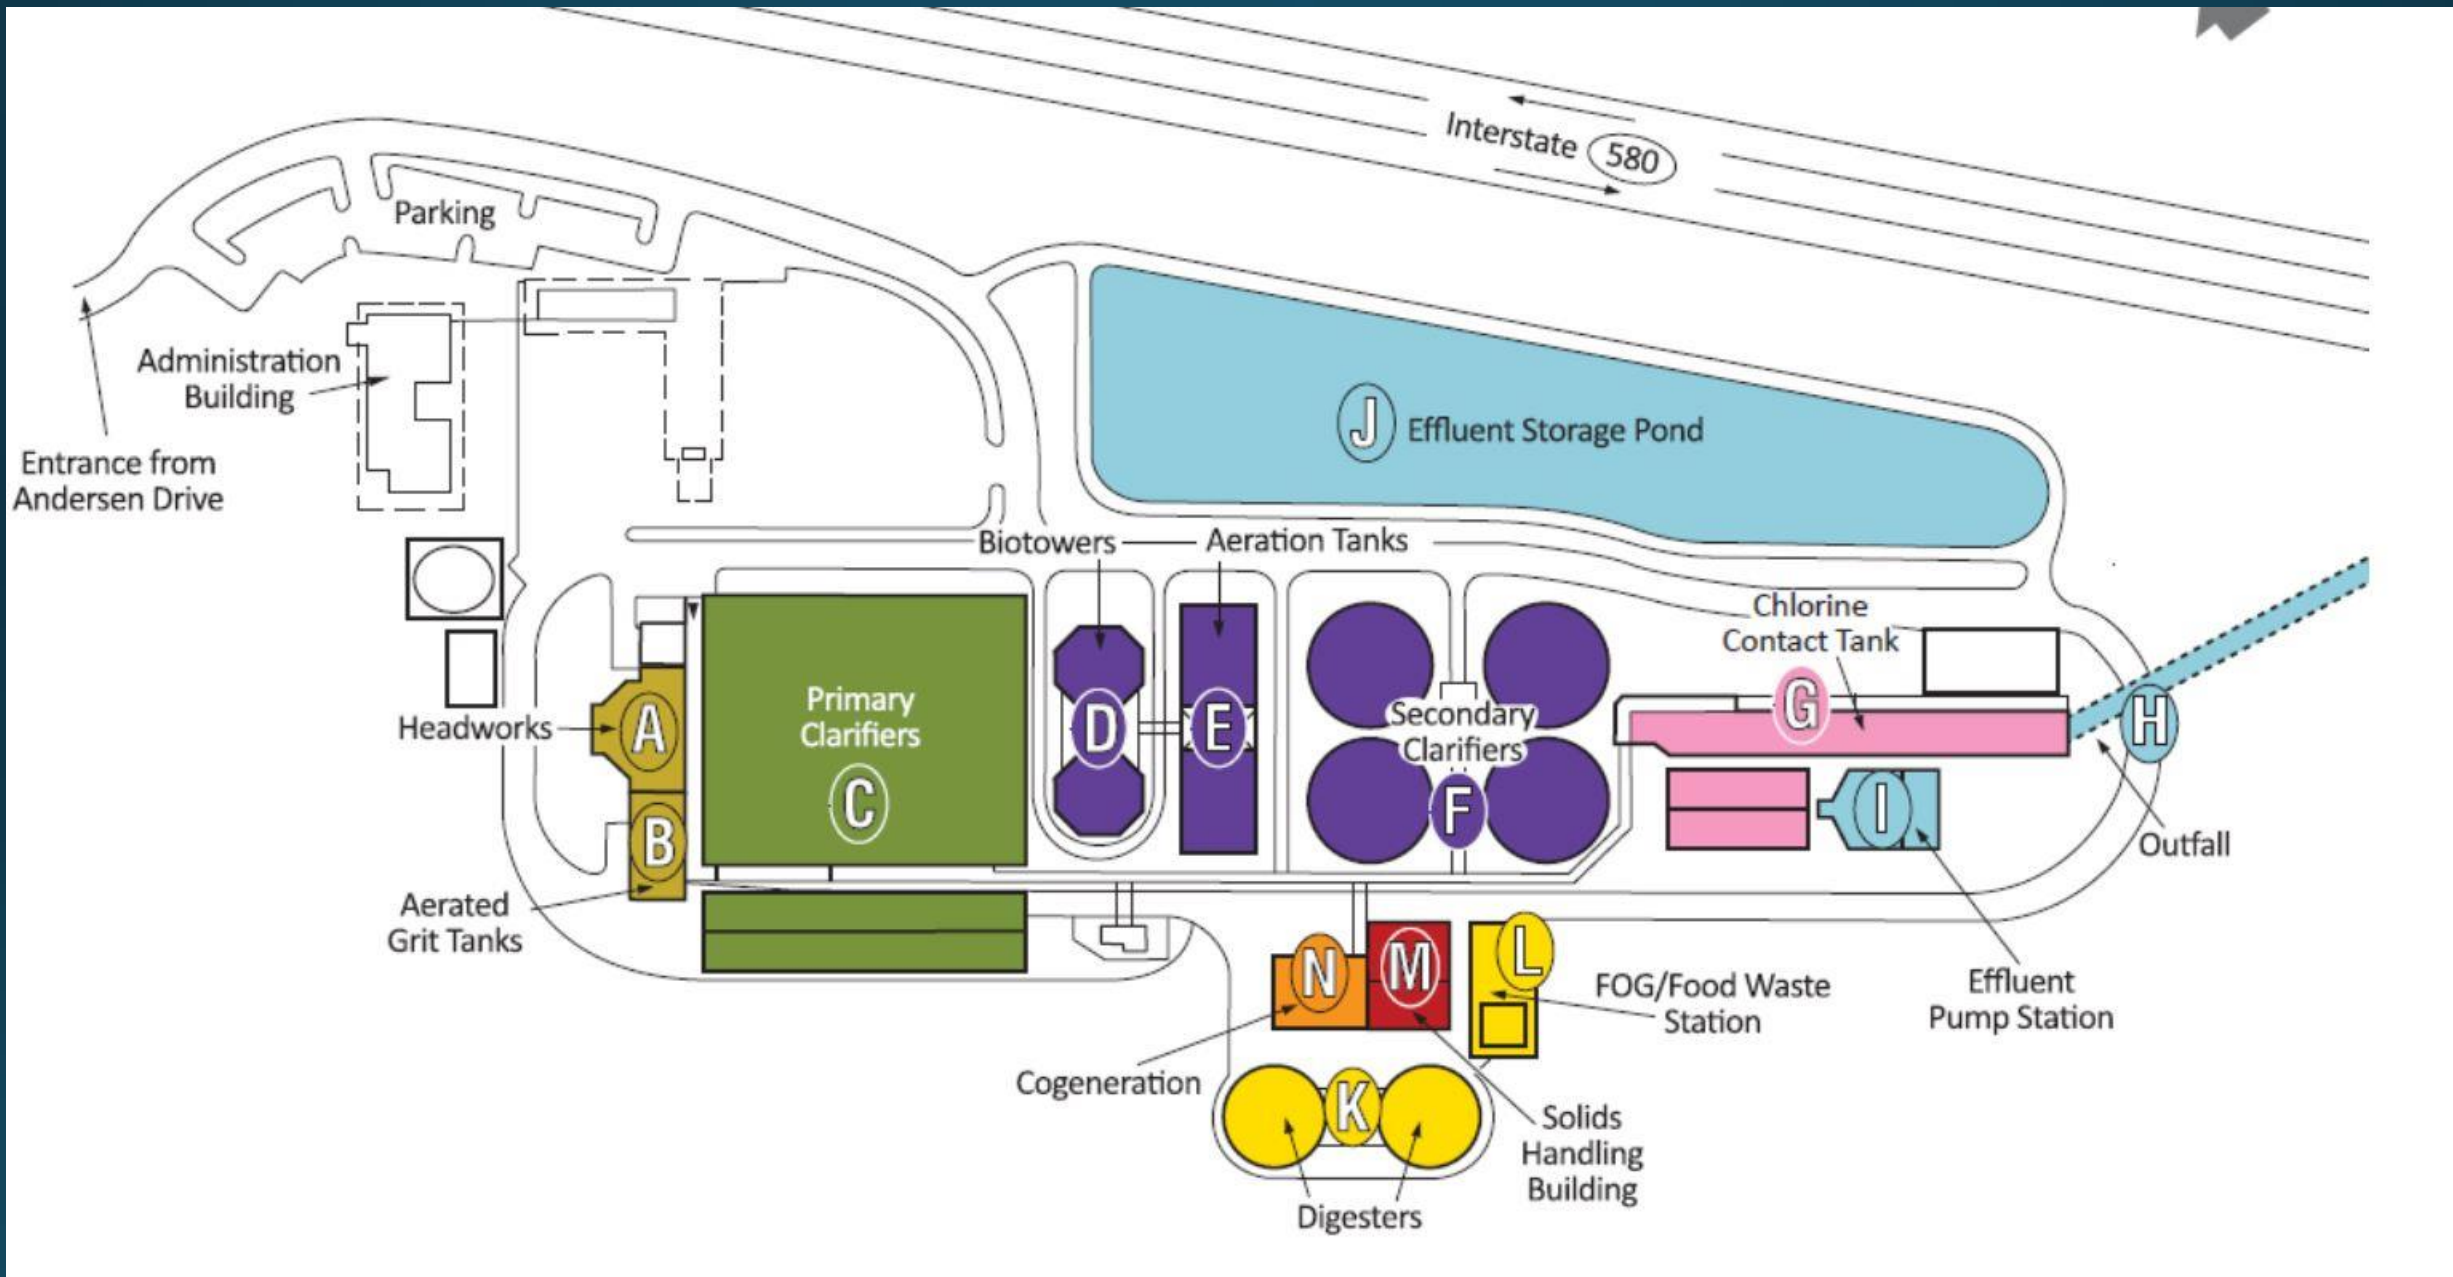 Interstate 580
Parking
Administration
Building
Entrance from
Andersen Drive
J Effluent Storage Pond
Biotowers
Aeration Tanks
Chlorine
Contact Tank
Headworks
A
B
Primary
Clarifiers
C
D
E
Secondary
Clarifiers
F
G
H
I
Outfall
Aerated
Grit Tanks
N
M
L
FOG/Food Waste
Station
Effluent
Pump Station
Cogeneration
K
Solids
Handling
Building
Digesters